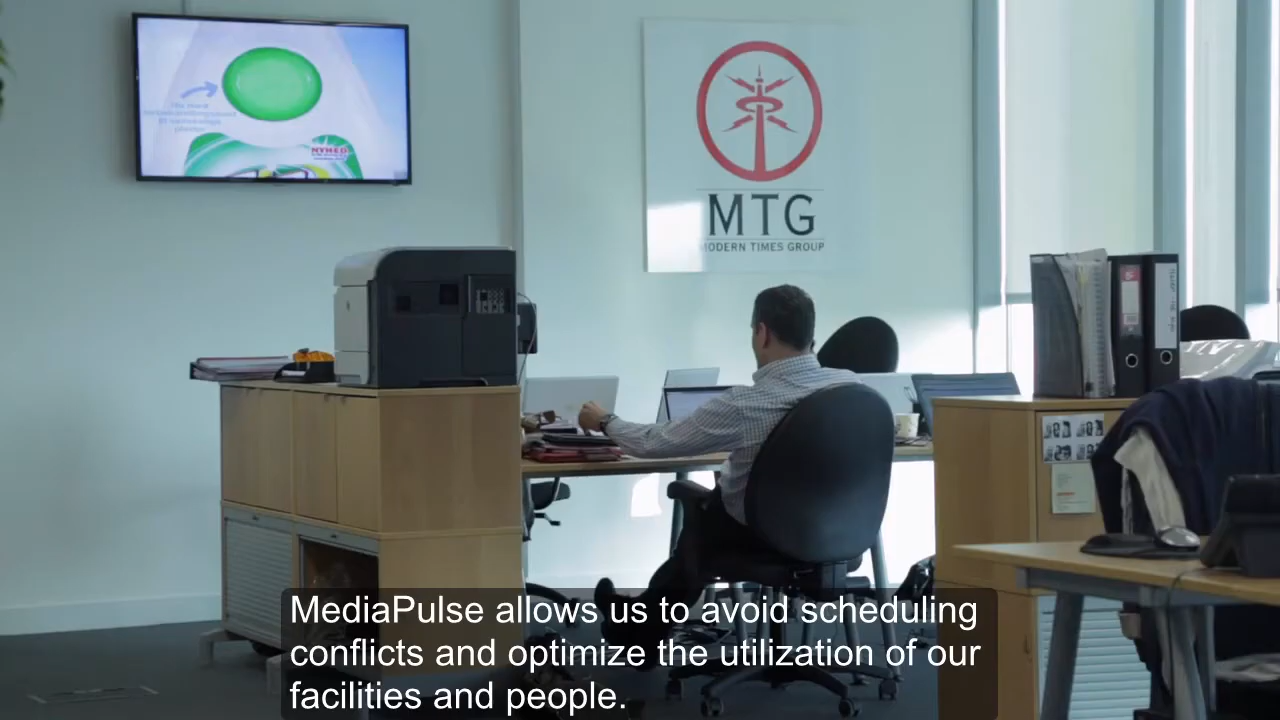 NYHED
MTG
MODERN TIMES GROUP
MediaPulse allows us to avoid scheduling
conflicts and optimize the utilization of our
facilities and people.